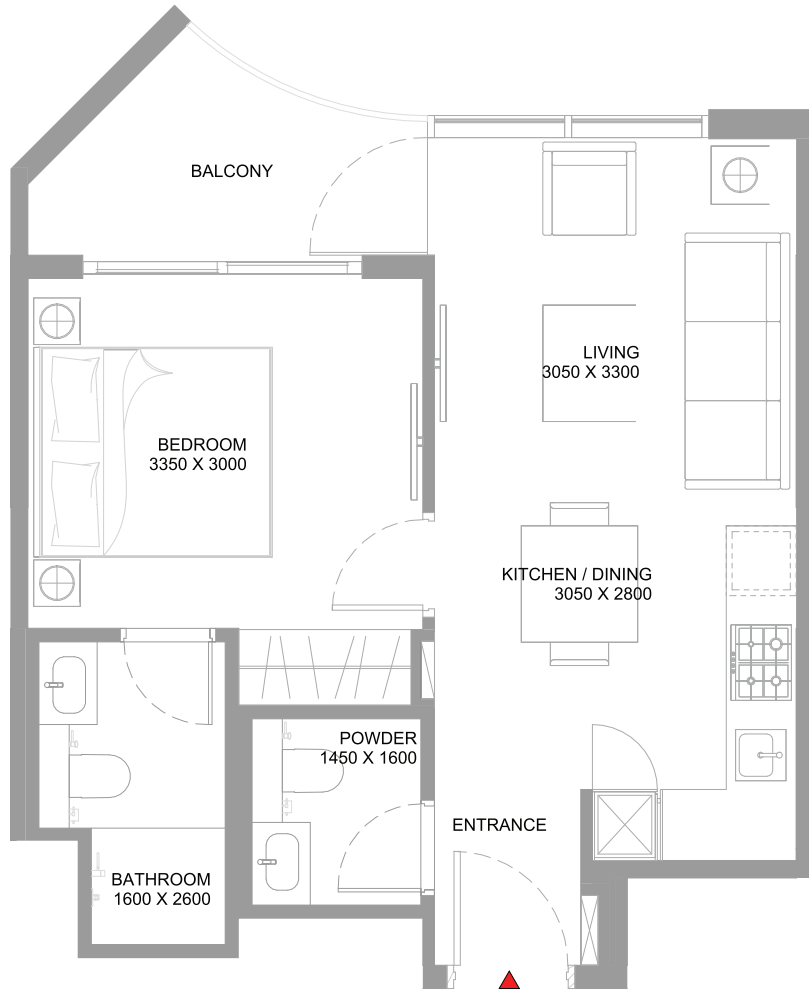 BALCONY
LIVING
3050 X 3300
BEDROOM
3350 X 3000
KITCHEN / DINING
3050 X 2800
POWDER
1450 X 1600
ENTRANCE
BATHROOM
1600 X 2600